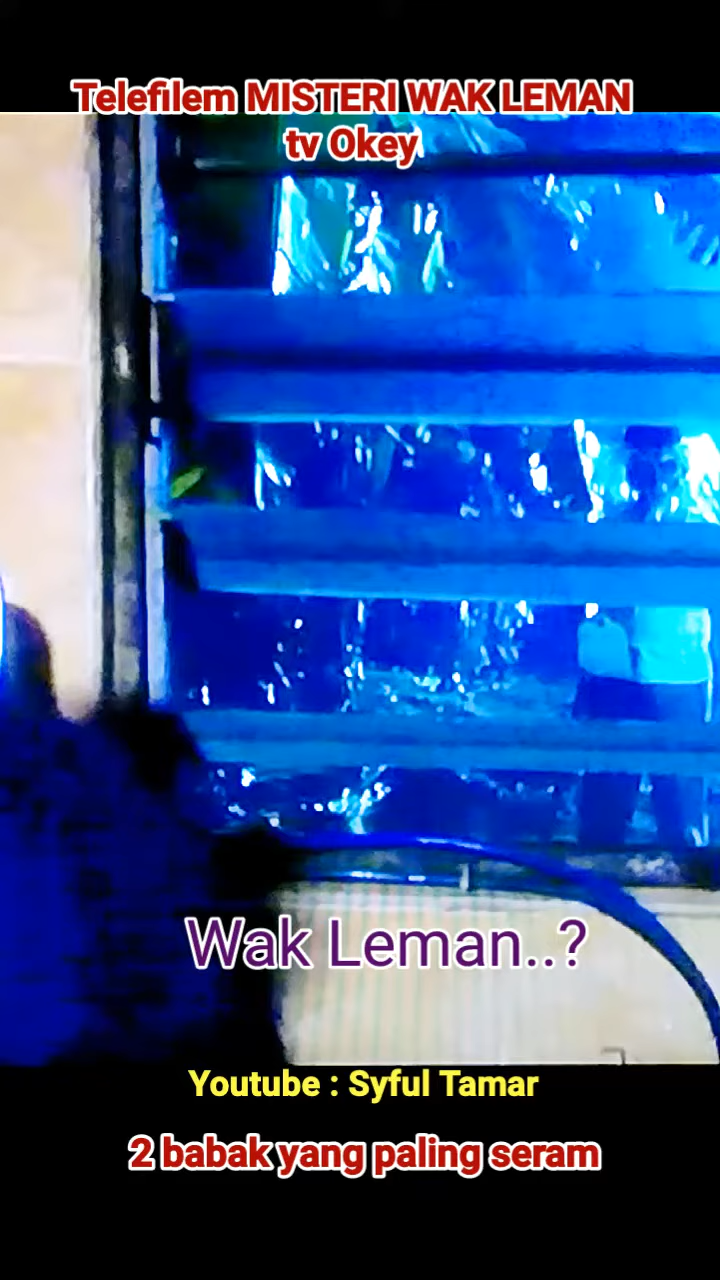 Telefilem MISTERI WAK LEMAN
tv Okey
Wak Leman..?
Youtube : Syful Tamar
2 babak yang paling seram